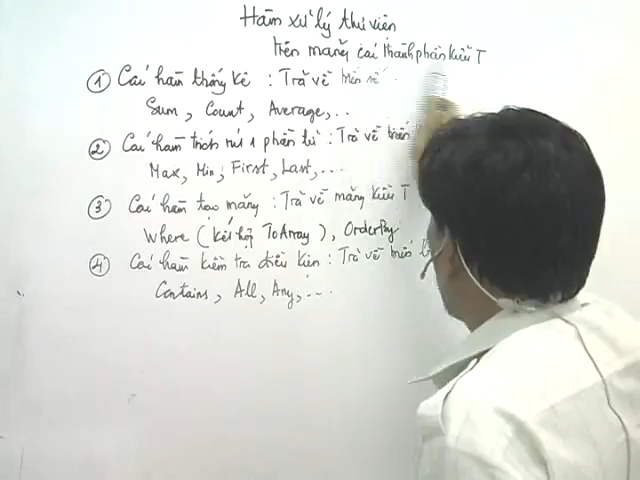 Hàm xử lý thư viện
trên mảng các thành phần kiểu T
① Các hàm thống kê : Trả về
Sum, Count, Average, ..
② Các hàm trích rút 1 phần tử : Trả về
Max, Min, First, Last, ...
③ Các hàm tạo mảng : Trả về mảng kiểu T
Where (kết hợp ToArray), OrderBy
④ Các hàm kiểm tra điều kiện : Trả về
Contains, All, Any, ...